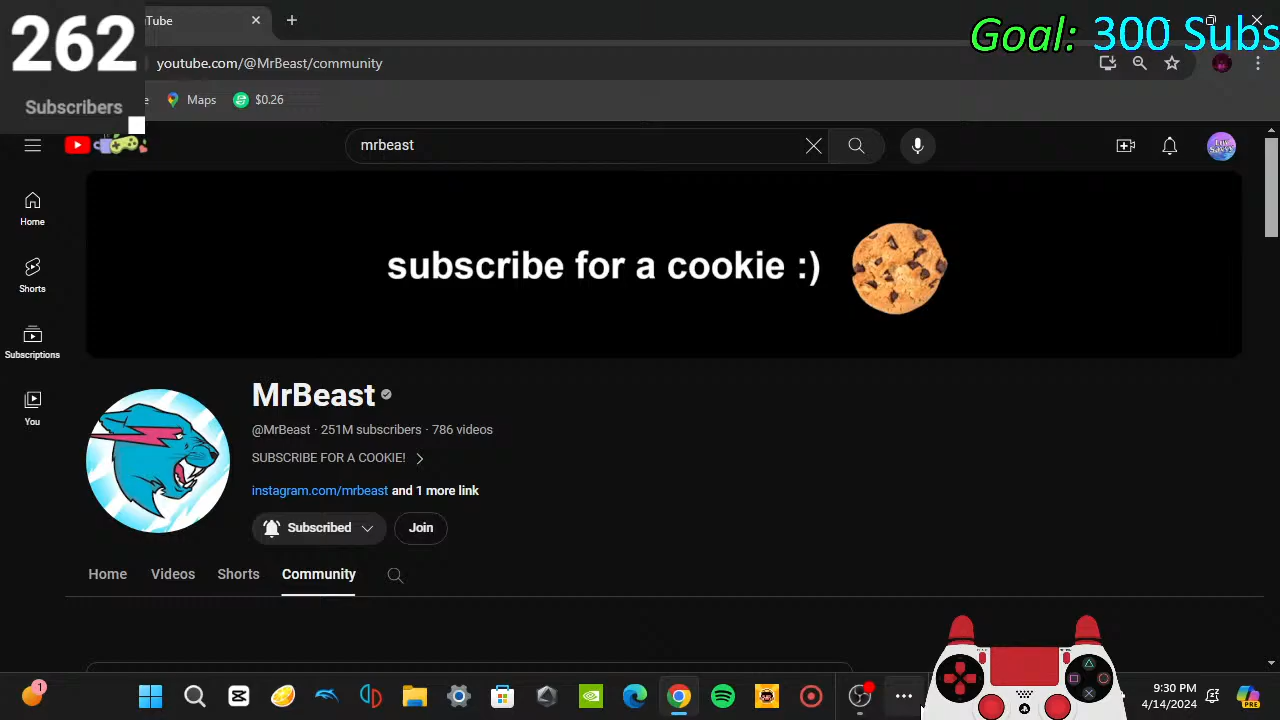 262
Subscribers
Tube
Goal: 300 Subs
youtube.com/@MrBeast/community
e
Maps
$0.26
mrbeast
subscribe for a cookie :)
Home
Shorts
Subscriptions
You
MrBeast
@MrBeast · 251M subscribers · 786 videos
SUBSCRIBE FOR A COOKIE!
instagram.com/mrbeast and 1 more link
Subscribed
Join
Home
Videos
Shorts
Community
1
9:30 PM
4/14/2024
PRE